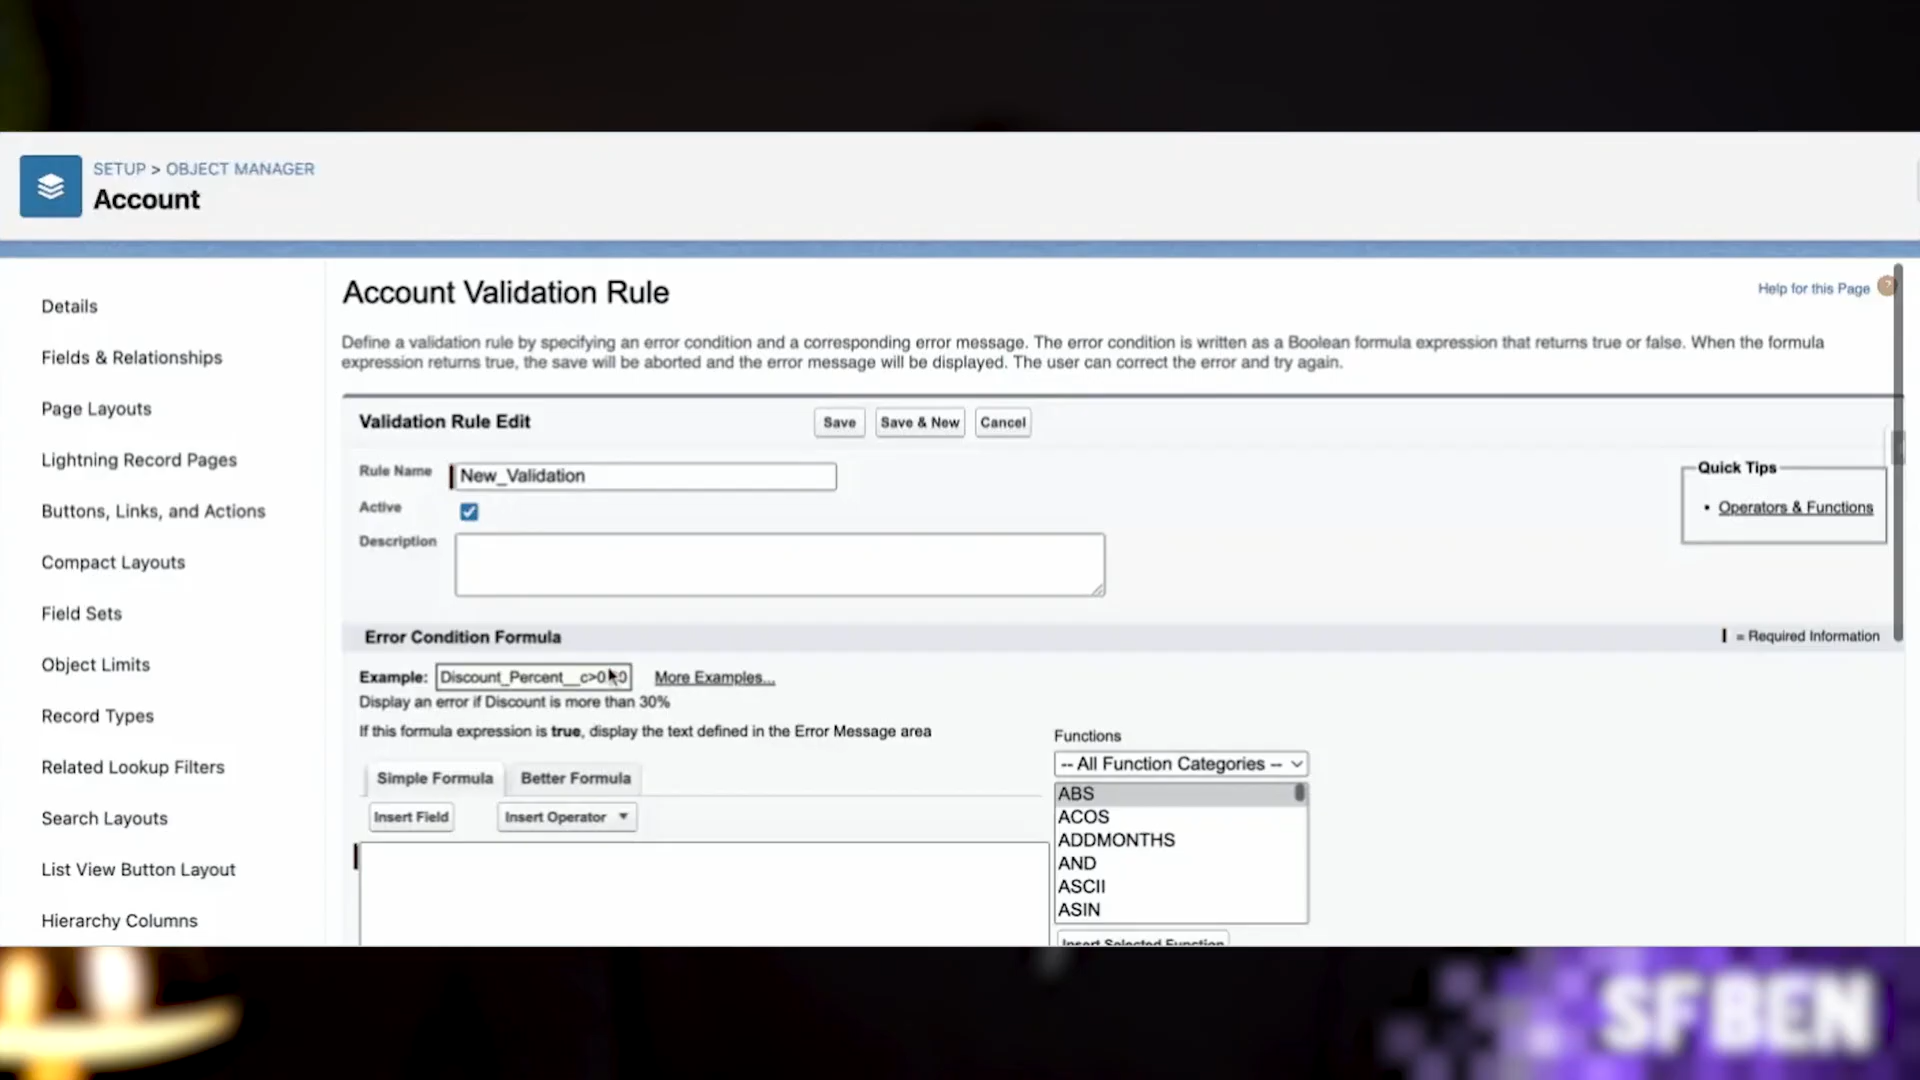 SETUP > OBJECT MANAGER
Account
Details
Fields & Relationships
Page Layouts
Lightning Record Pages
Buttons, Links, and Actions
Compact Layouts
Field Sets
Object Limits
Record Types
Related Lookup Filters
Search Layouts
List View Button Layout
Hierarchy Columns
Account Validation Rule
Help for this Page ?
Define a validation rule by specifying an error condition and a corresponding error message. The error condition is written as a Boolean formula expression that returns true or false. When the formula
expression returns true, the save will be aborted and the error message will be displayed. The user can correct the error and try again.
Validation Rule Edit
Save
Save & New
Cancel
Rule Name
New_Validation
Active
Description
Quick Tips
• Operators & Functions
Error Condition Formula
= Required Information
Example:
Discount_Percent__c>0
More Examples...
Display an error if Discount is more than 30%
If this formula expression is true, display the text defined in the Error Message area
Simple Formula
Better Formula
Insert Field
Insert Operator
Functions
-- All Function Categories --
ABS
ACOS
ADDMONTHS
AND
ASCII
ASIN
Insert Selected Function
SFBEN